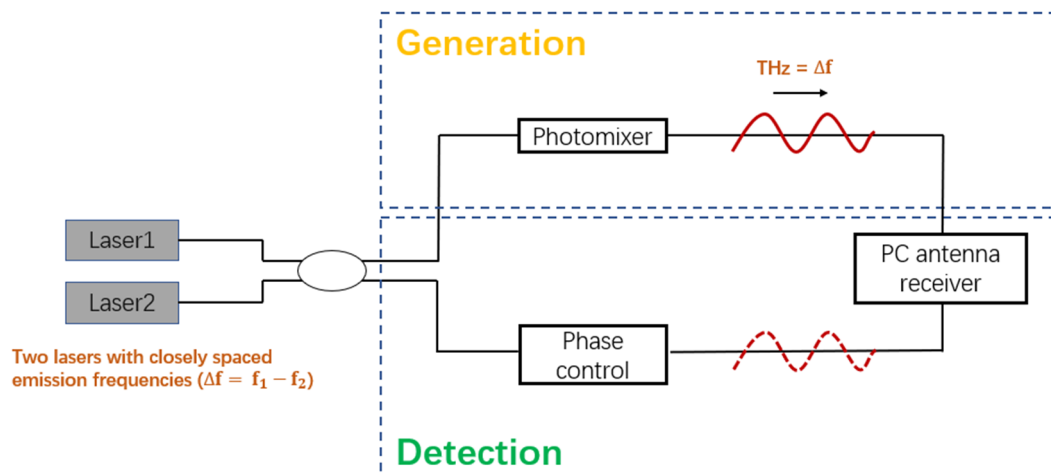 Generation
THz = Δf
Photomixer
Laser1
Laser2
PC antenna
receiver
Two lasers with closely spaced
emission frequencies (Δf = f₁ − f₂)
Phase
control
Detection